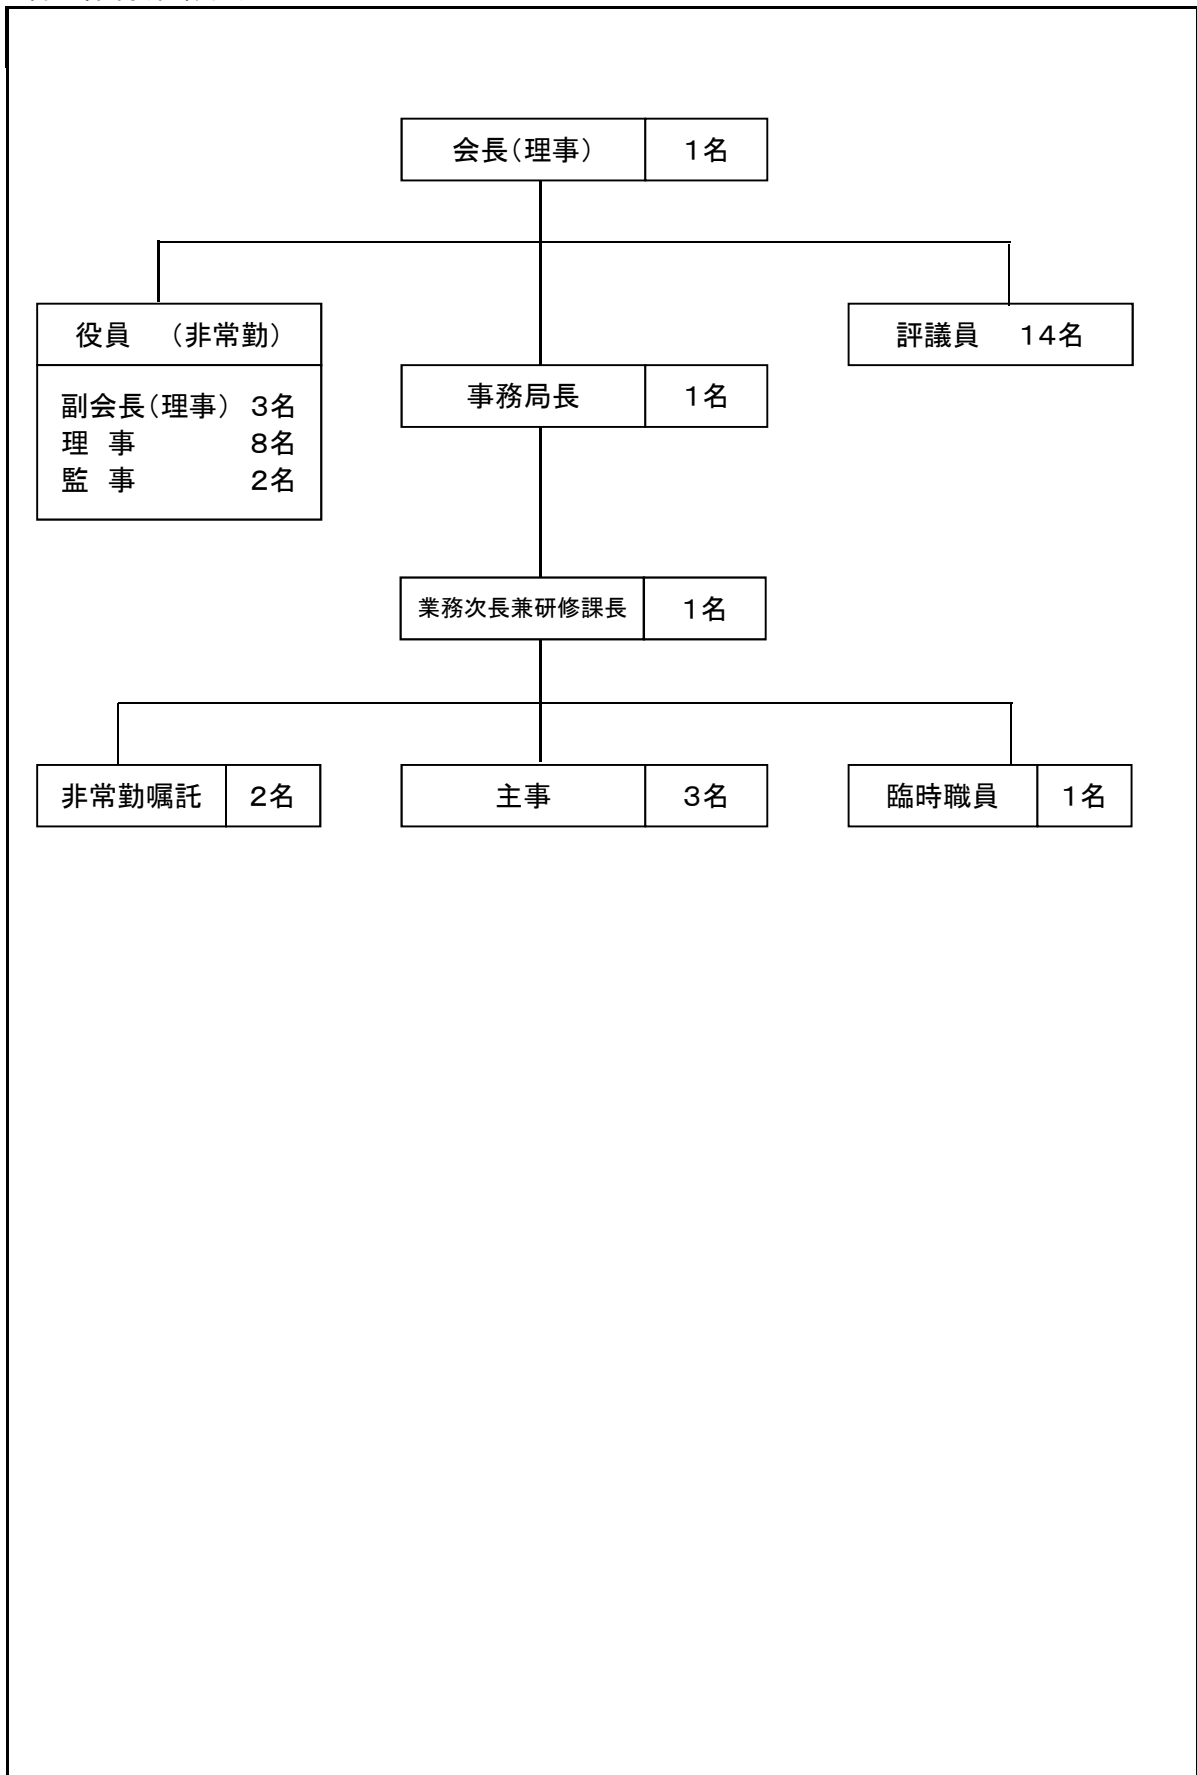 会長(理事) 1名
役員 (非常勤)
副会長(理事) 3名
理 事 8名
監 事 2名
評議員 14名
事務局長 1名
業務次長兼研修課長 1名
非常勤嘱託 2名
主事 3名
臨時職員 1名